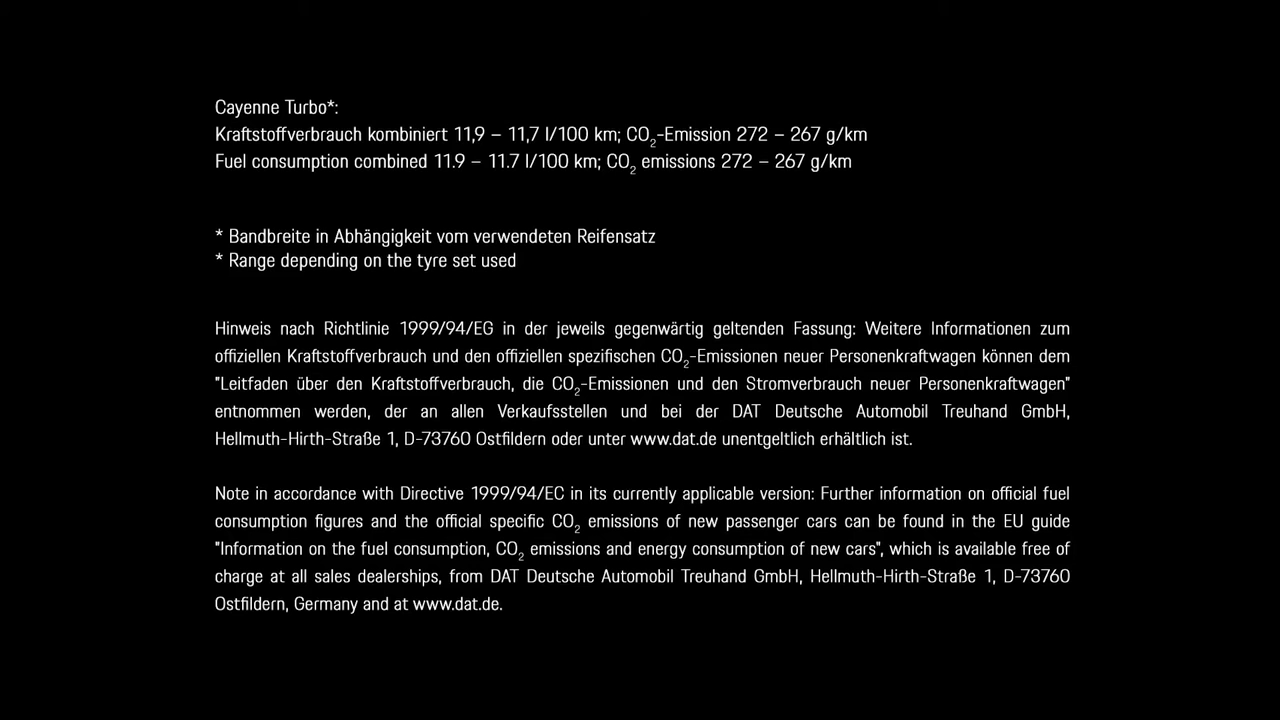 Cayenne Turbo*:
Kraftstoffverbrauch kombiniert 11,9 – 11,7 l/100 km; CO₂-Emission 272 – 267 g/km
Fuel consumption combined 11.9 – 11.7 l/100 km; CO₂ emissions 272 – 267 g/km
* Bandbreite in Abhängigkeit vom verwendeten Reifensatz
* Range depending on the tyre set used
Hinweis nach Richtlinie 1999/94/EG in der jeweils gegenwärtig geltenden Fassung: Weitere Informationen zum
offiziellen Kraftstoffverbrauch und den offiziellen spezifischen CO₂-Emissionen neuer Personenkraftwagen können dem
"Leitfaden über den Kraftstoffverbrauch, die CO₂-Emissionen und den Stromverbrauch neuer Personenkraftwagen"
entnommen werden, der an allen Verkaufsstellen und bei der DAT Deutsche Automobil Treuhand GmbH,
Hellmuth-Hirth-Straße 1, D-73760 Ostfildern oder unter www.dat.de unentgeltlich erhältlich ist.
Note in accordance with Directive 1999/94/EC in its currently applicable version: Further information on official fuel
consumption figures and the official specific CO₂ emissions of new passenger cars can be found in the EU guide
"Information on the fuel consumption, CO₂ emissions and energy consumption of new cars", which is available free of
charge at all sales dealerships, from DAT Deutsche Automobil Treuhand GmbH, Hellmuth-Hirth-Straße 1, D-73760
Ostfildern, Germany and at www.dat.de.